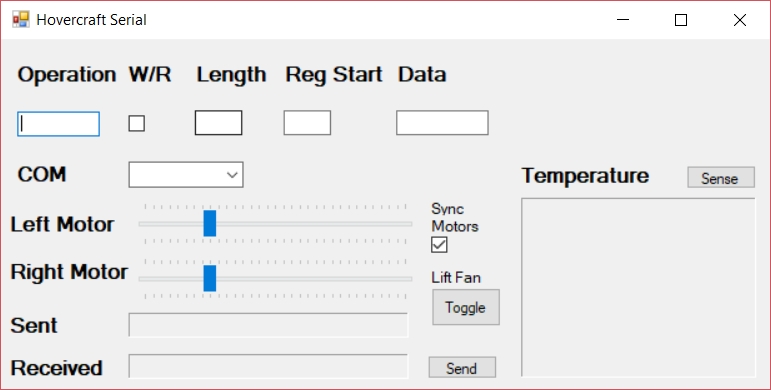 Hovercraft Serial
Operation W/R Length Reg Start Data
COM
Temperature Sense
Left Motor
Sync
Motors
Right Motor
Lift Fan
Toggle
Sent
Received
Send